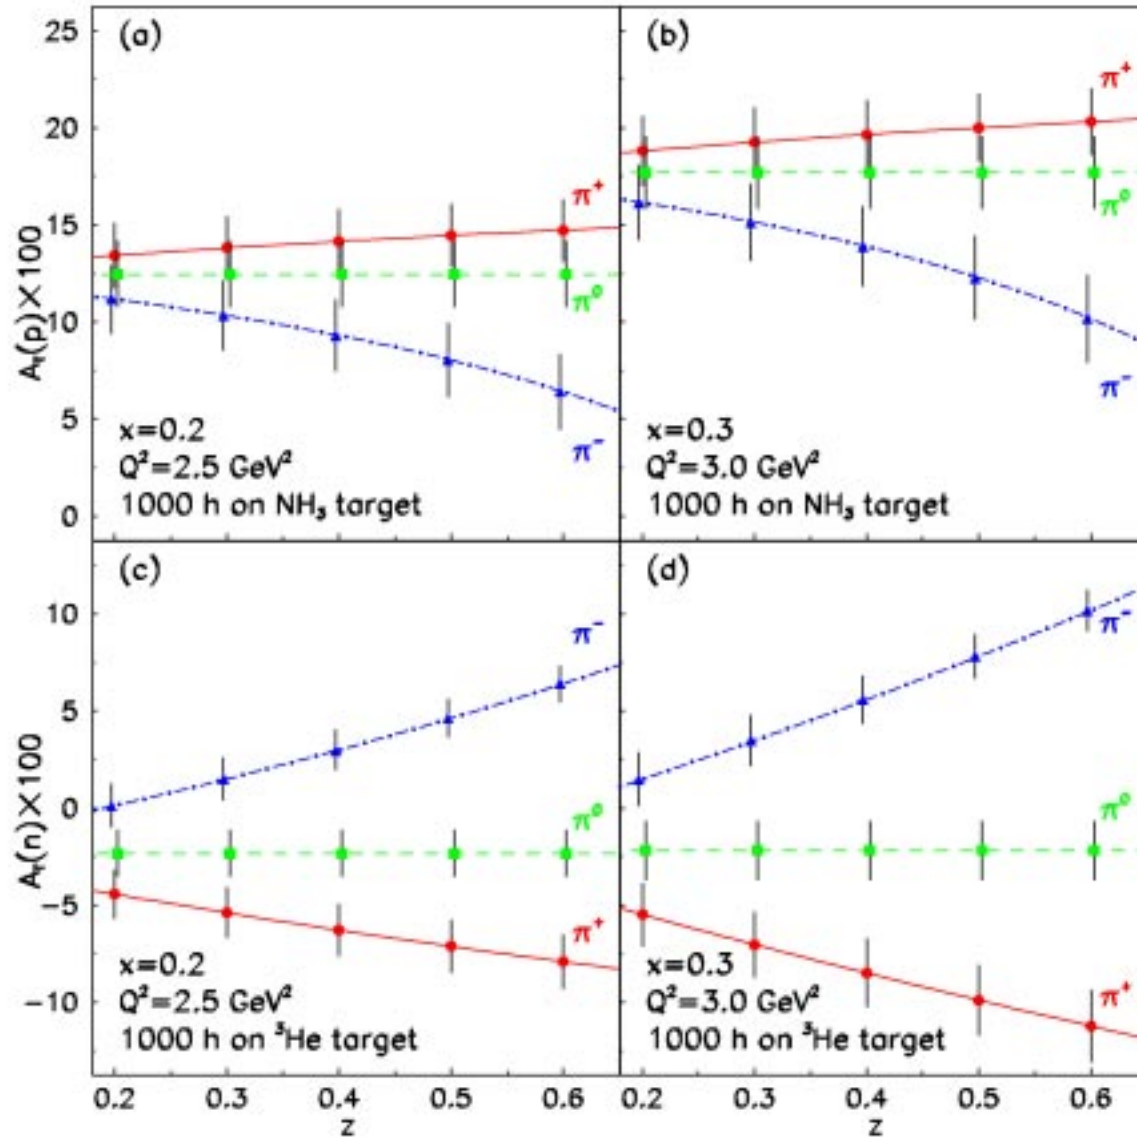 (a)
25
20
15
10
5
0
A₁(p)×100
π⁺
π⁰
π⁻
x=0.2
Q²=2.5 GeV²
1000 h on NH₃ target
(b)
π⁺
π⁰
π⁻
x=0.3
Q²=3.0 GeV²
1000 h on NH₃ target
(c)
10
5
0
−5
−10
A₁(n)×100
π⁻
π⁰
π⁺
x=0.2
Q²=2.5 GeV²
1000 h on ³He target
0.2 0.3 0.4 0.5 0.6
z
(d)
π⁻
π⁰
π⁺
x=0.3
Q²=3.0 GeV²
1000 h on ³He target
0.2 0.3 0.4 0.5 0.6
z